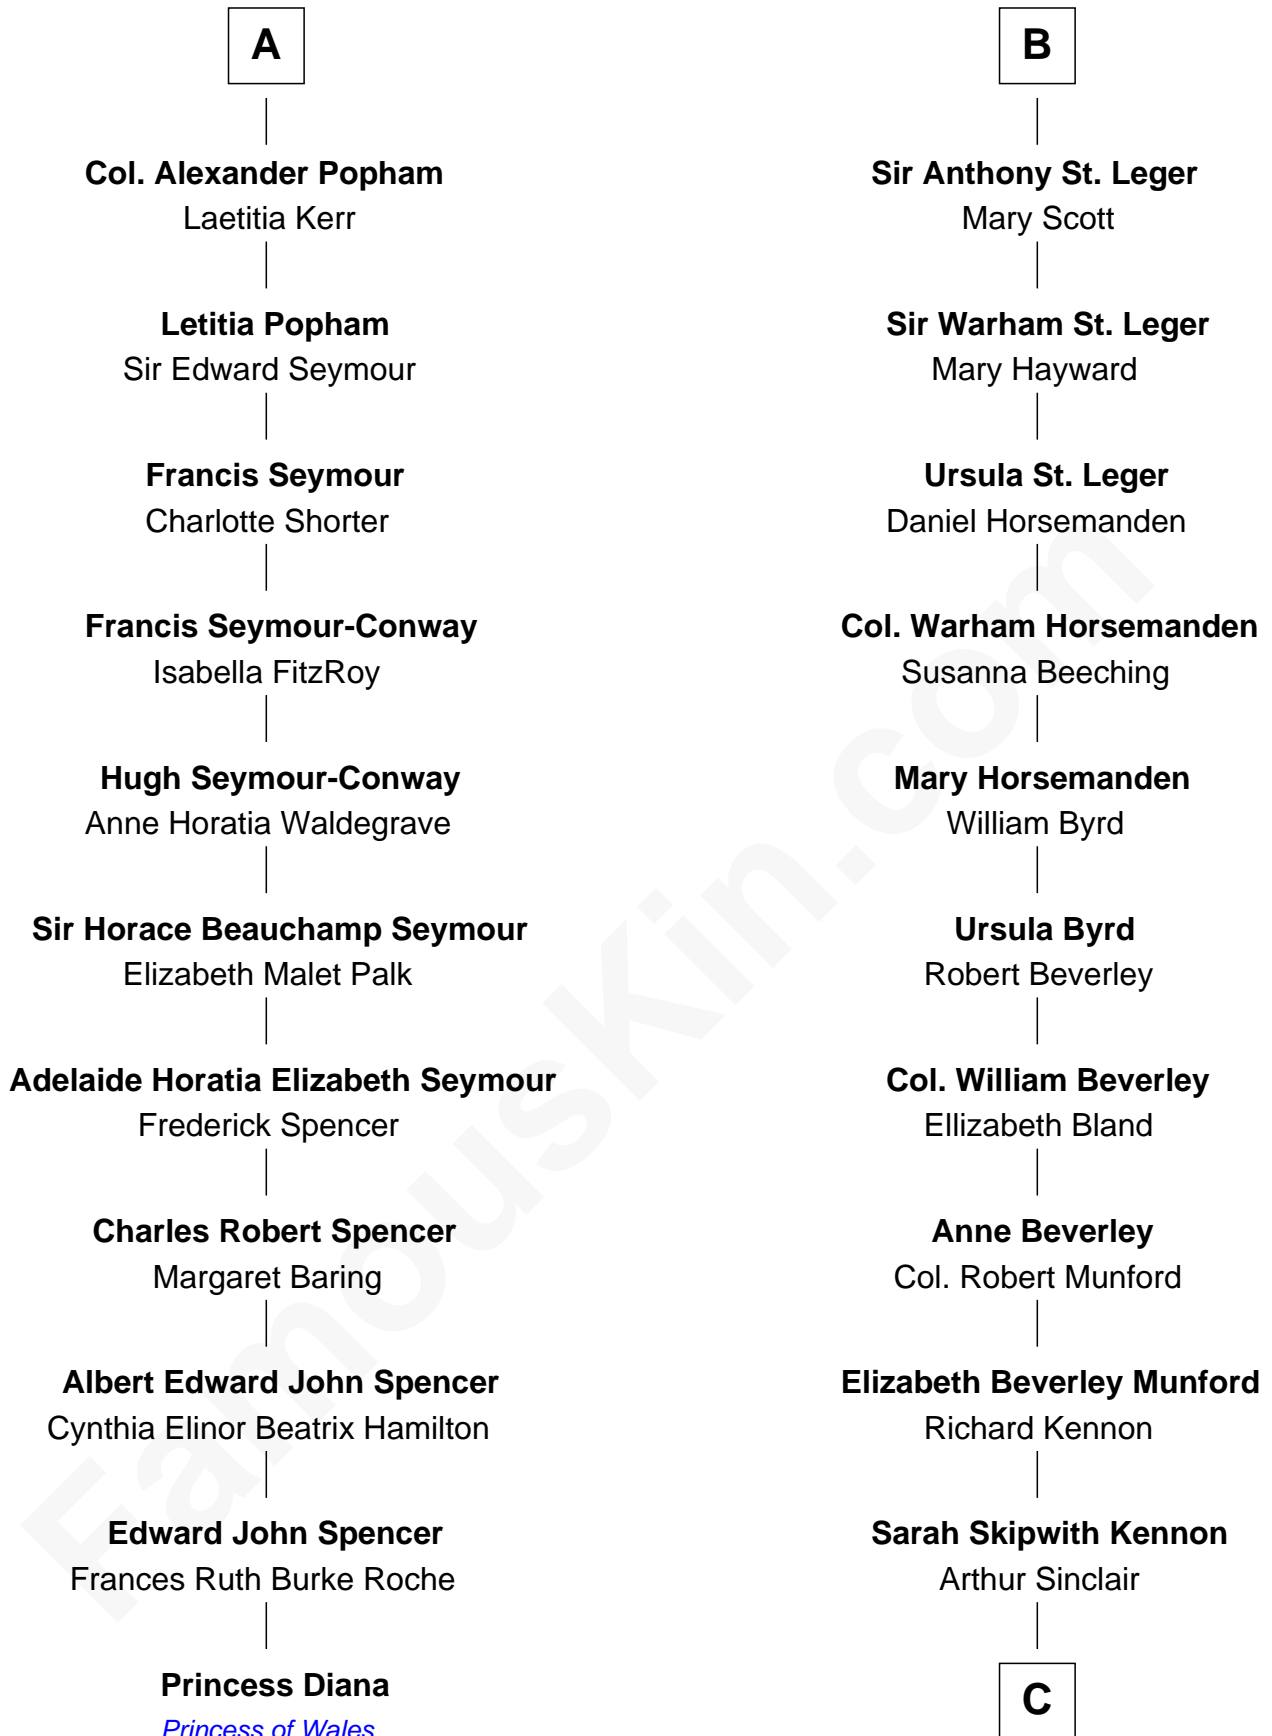 A
Col. Alexander Popham
Laetitia Kerr
Letitia Popham
Sir Edward Seymour
Francis Seymour
Charlotte Shorter
Francis Seymour-Conway
Isabella FitzRoy
Hugh Seymour-Conway
Anne Horatia Waldegrave
Sir Horace Beauchamp Seymour
Elizabeth Malet Palk
Adelaide Horatia Elizabeth Seymour
Frederick Spencer
Charles Robert Spencer
Margaret Baring
Albert Edward John Spencer
Cynthia Elinor Beatrix Hamilton
Edward John Spencer
Frances Ruth Burke Roche
Princess Diana
Princess of Wales
B
Sir Anthony St. Leger
Mary Scott
Sir Warham St. Leger
Mary Hayward
Ursula St. Leger
Daniel Horsemanden
Col. Warham Horsemanden
Susanna Beeching
Mary Horsemanden
William Byrd
Ursula Byrd
Robert Beverley
Col. William Beverley
Ellizabeth Bland
Anne Beverley
Col. Robert Munford
Elizabeth Beverley Munford
Richard Kennon
Sarah Skipwith Kennon
Arthur Sinclair
C
FamousKin.com